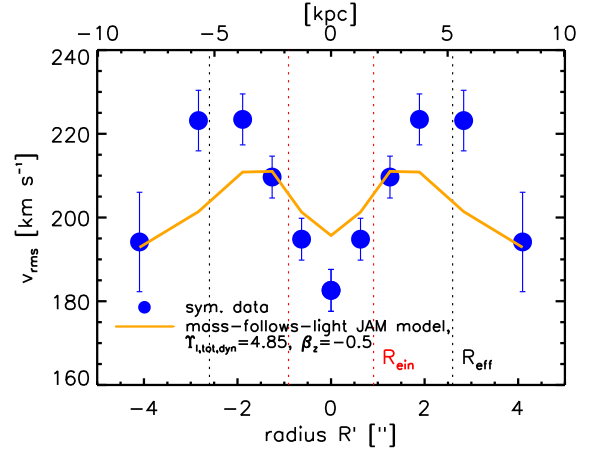 [kpc]
−10 −5 0 5 10
240
220
200
180
160
v_rms [km s⁻¹]
sym. data
mass−follows−light JAM model,
ϒ_I,tot,dyn=4.85, β_z=−0.5
R_ein R_eff
−4 −2 0 2 4
radius R' ["]